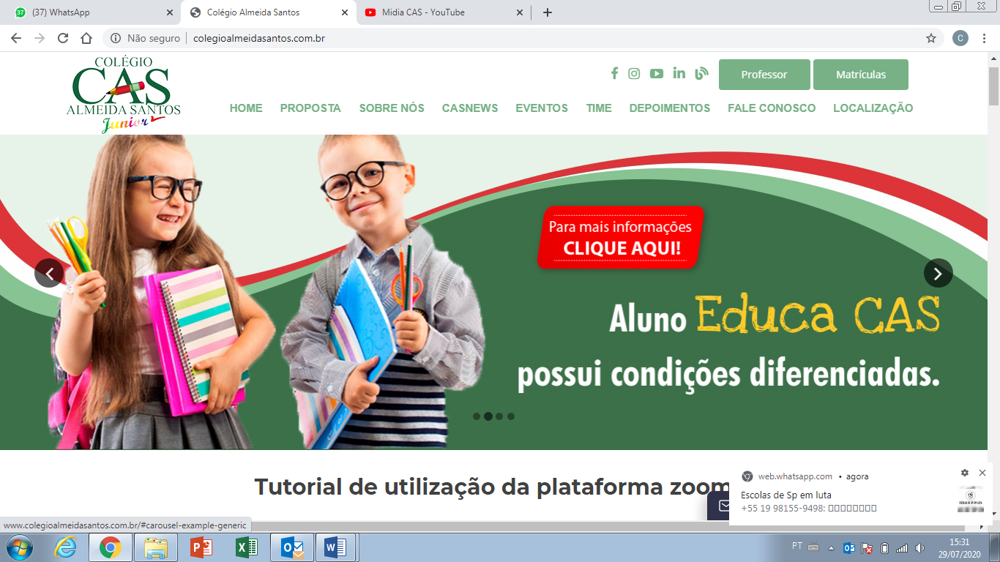 (37) WhatsApp
Colégio Almeida Santos
Midia CAS - YouTube
Não seguro
colegioalmeidasantos.com.br
C
COLÉGIO
CAS
ALMEIDA SANTOS
Junior
Professor
Matrículas
HOME
PROPOSTA
SOBRE NÓS
CASNEWS
EVENTOS
TIME
DEPOIMENTOS
FALE CONOSCO
LOCALIZAÇÃO
Para mais informações
CLIQUE AQUI!
Aluno Educa CAS
possui condições diferenciadas.
Tutorial de utilização da plataforma zoom
web.whatsapp.com • agora
Escolas de Sp em luta
+55 19 98155-9498:
www.colegioalmeidasantos.com.br/#carousel-example-generic
PT
15:31
29/07/2020